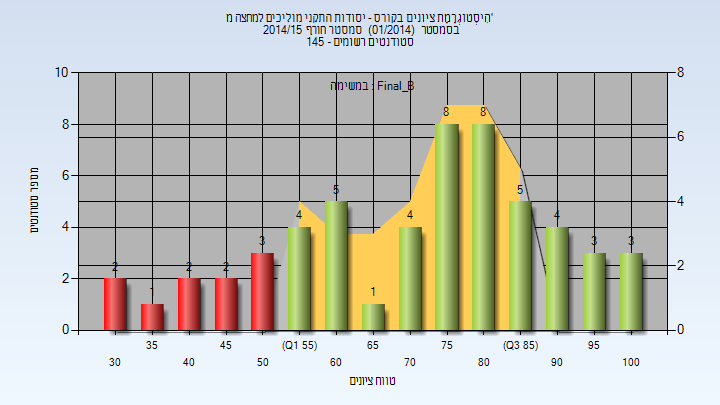 הִיסְטוֹגְרָמַת ציונים בקורס - יסודות התקני מוליכים למחצה מ'
בסמסטר (01/2014) סמסטר חורף 2014/15
סטודנטים רשומים - 145
במשימה : Final_B
10 8 6 4 2 0
מספר סטודנטים
8 6 4 2 0
2 1 2 2 3 4 5 1 4 8 8 5 4 3 3
35 45 (Q1 55) 65 75 (Q3 85) 95
30 40 50 60 70 80 90 100
טווח ציונים